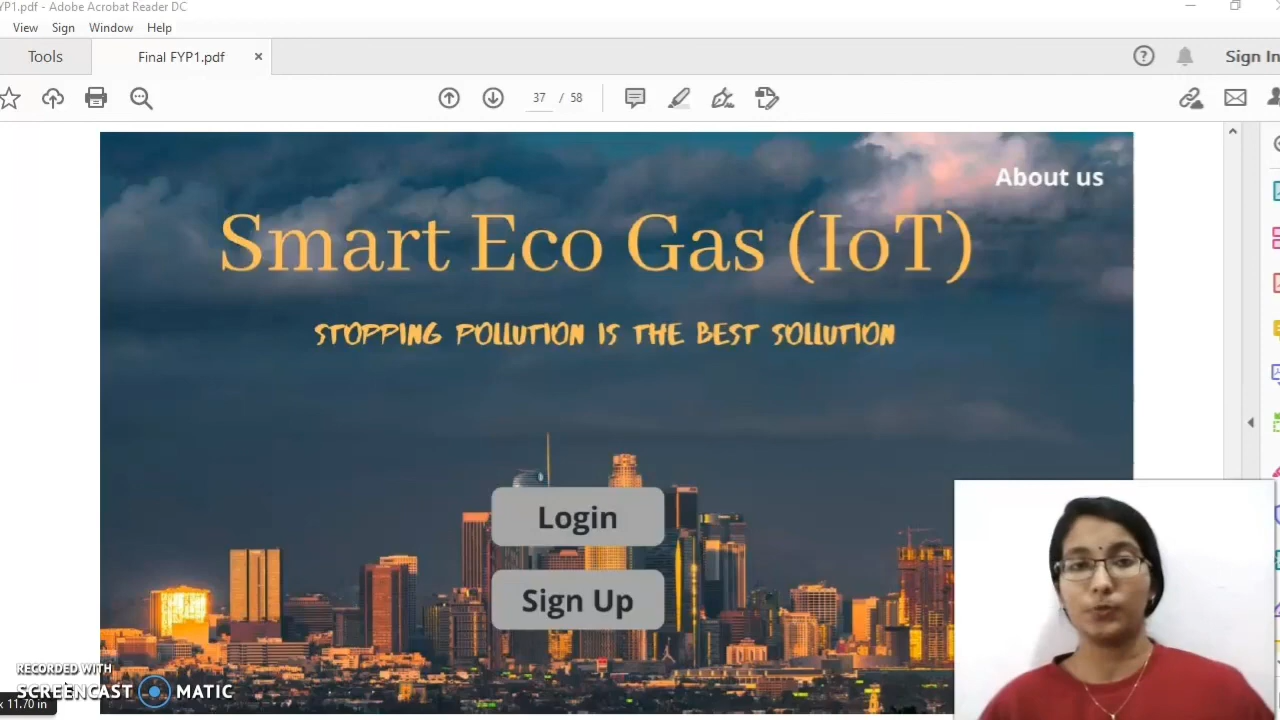 YP1.pdf - Adobe Acrobat Reader DC
View Sign Window Help
Tools Final FYP1.pdf × Sign In
37 / 58
About us
Smart Eco Gas (IoT)
STOPPING POLLUTION IS THE BEST SOLLUTION
Login
Sign Up
RECORDED WITH
SCREENCAST MATIC
x 11.70 in